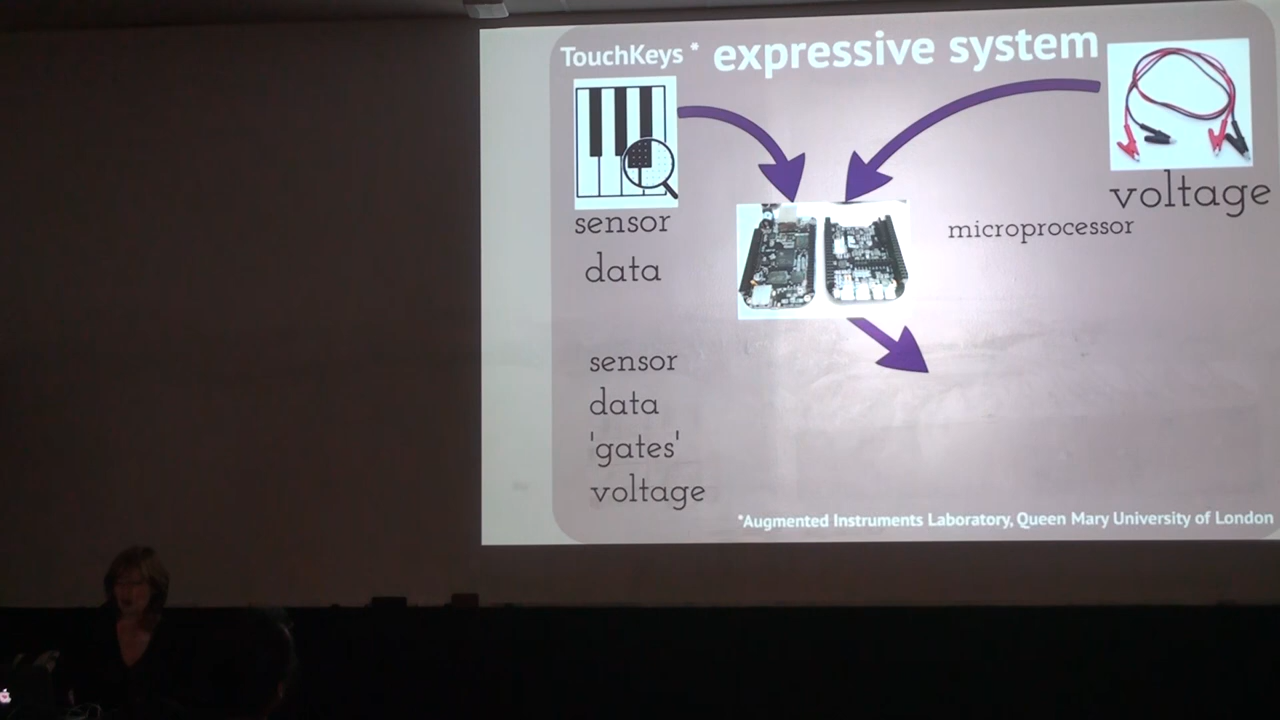 TouchKeys * expressive system
sensor
data
voltage
microprocessor
sensor
data
'gates'
voltage
*Augmented Instruments Laboratory, Queen Mary University of London